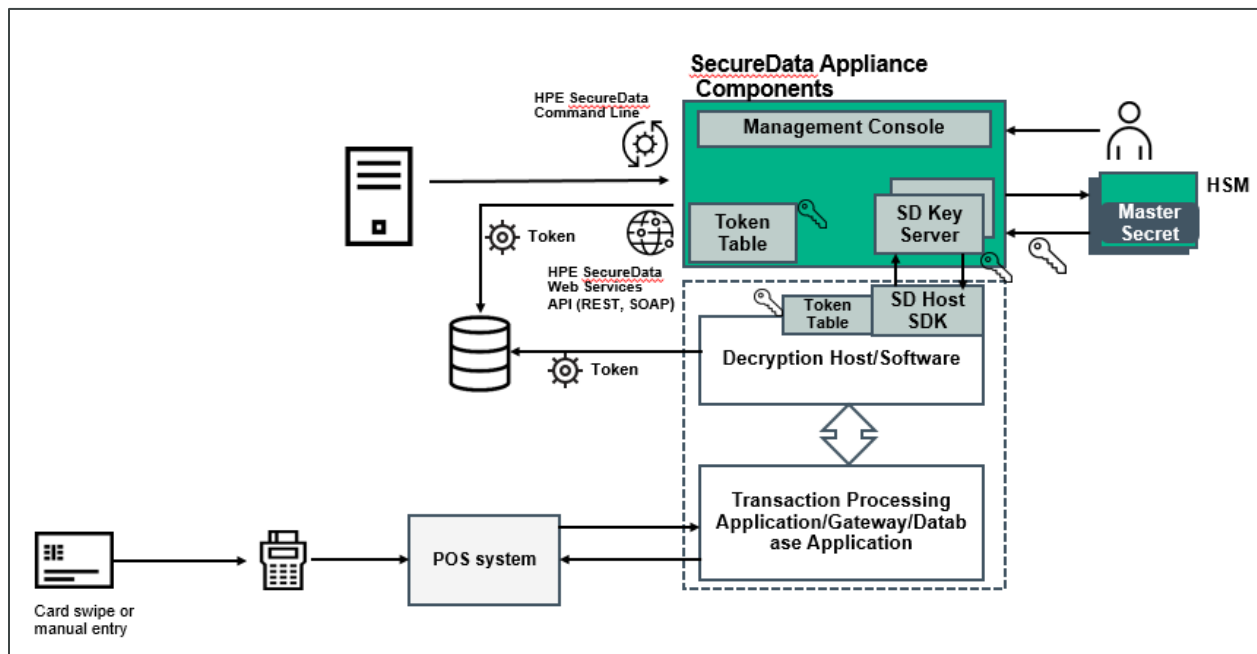 SecureData Appliance
Components
HPE SecureData
Command Line
Management Console
HSM
Master
Secret
SD Key
Server
Token
Table
Token
HPE SecureData
Web Services
API (REST, SOAP)
Token
Table
SD Host
SDK
Decryption Host/Software
Token
Transaction Processing
Application/Gateway/Datab
ase Application
POS system
Card swipe or
manual entry